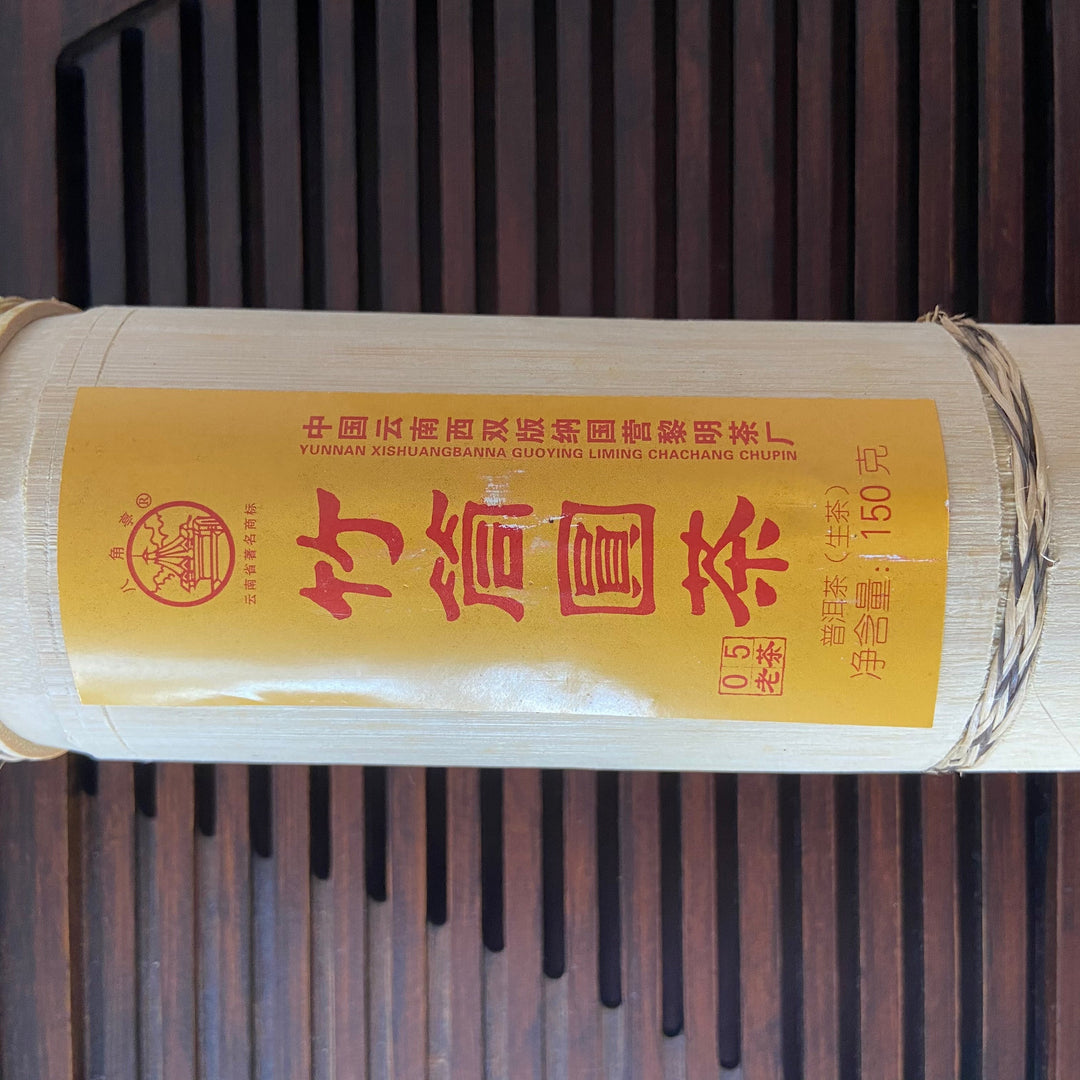 中国云南西双版纳国营黎明茶厂
YUNNAN XISHUANGBANNA GUOYING LIMING CHACHANG CHUPIN
八角亭®
云南省著名商标
竹筒圓茶
05
老茶
普洱茶（生茶）
净含量：150克